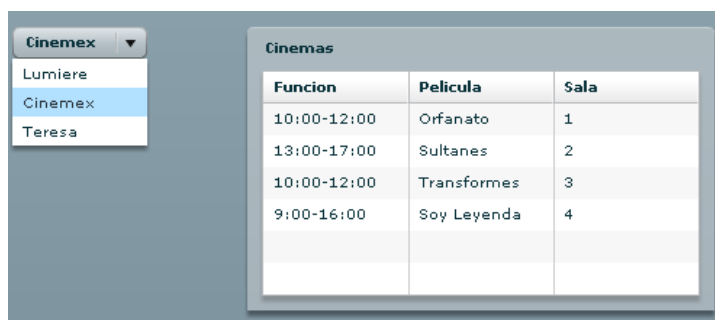 Cinemex
Lumiere
Cinemex
Teresa
Cinemas
Funcion Pelicula Sala
10:00-12:00 Orfanato 1
13:00-17:00 Sultanes 2
10:00-12:00 Transformes 3
9:00-16:00 Soy Leyenda 4